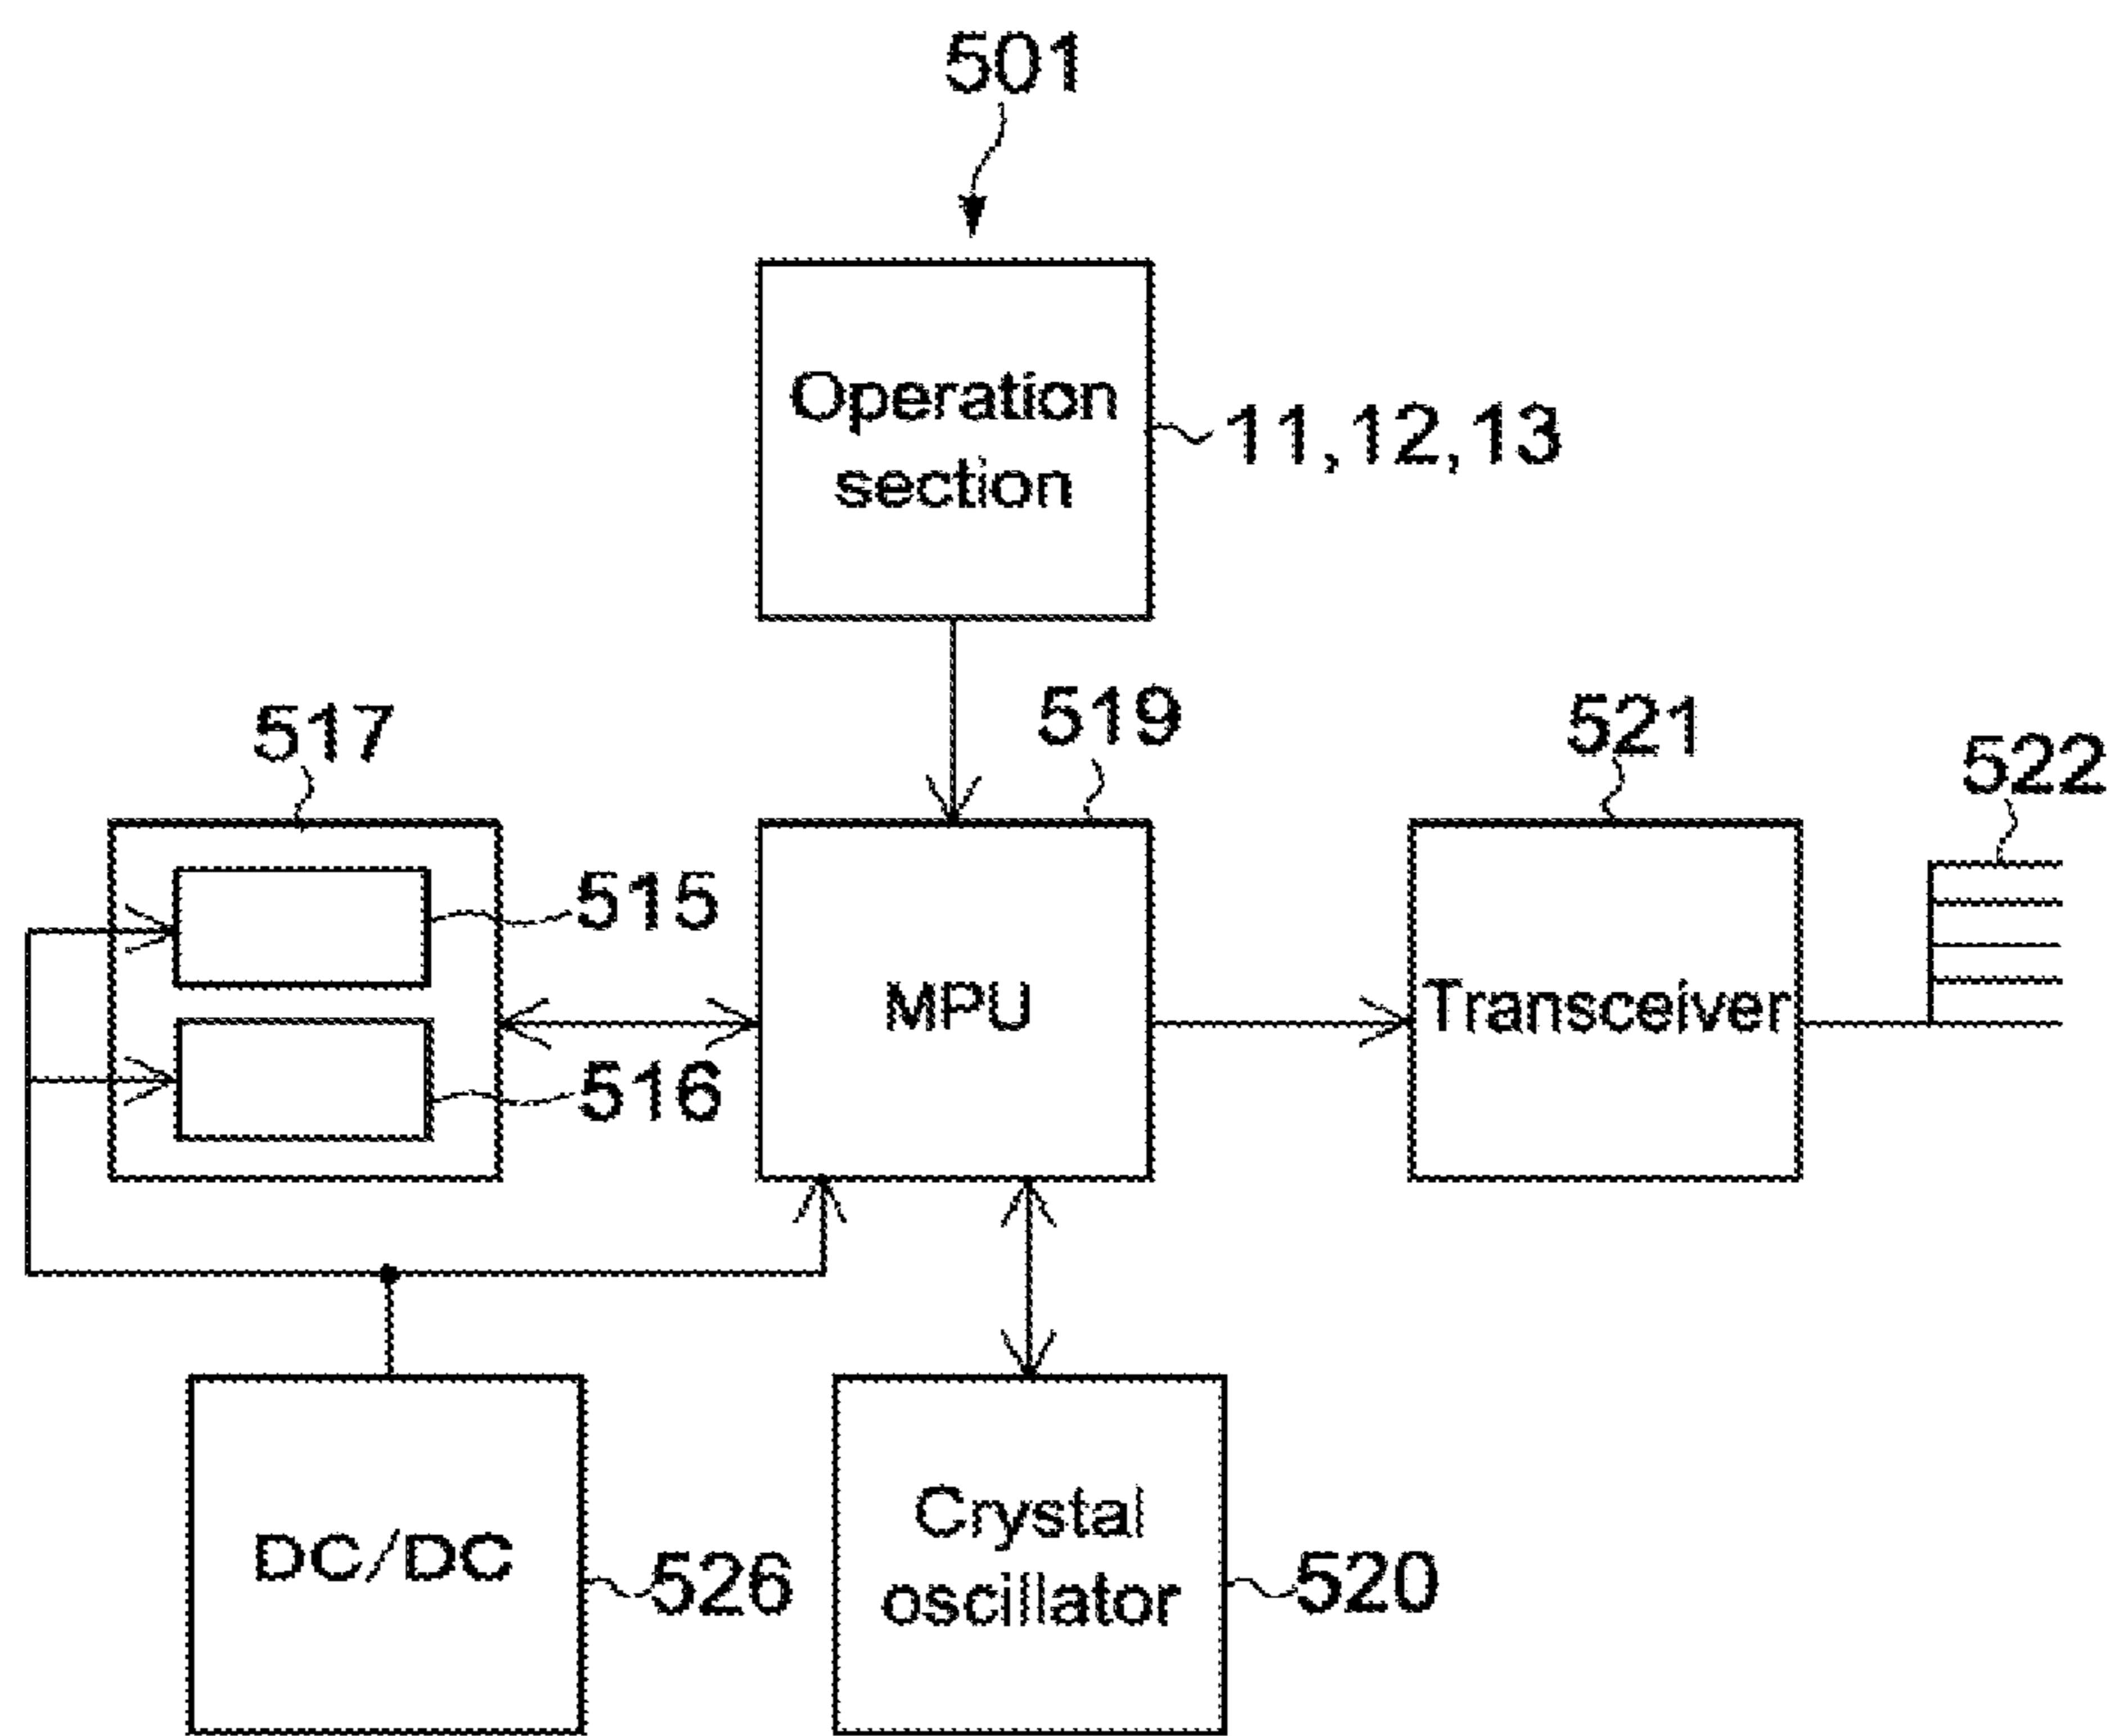 501
Operation
section
11,12,13
517
519
521
522
515
516
MPU
Transceiver
DC/DC
526
Crystal
oscillator
520